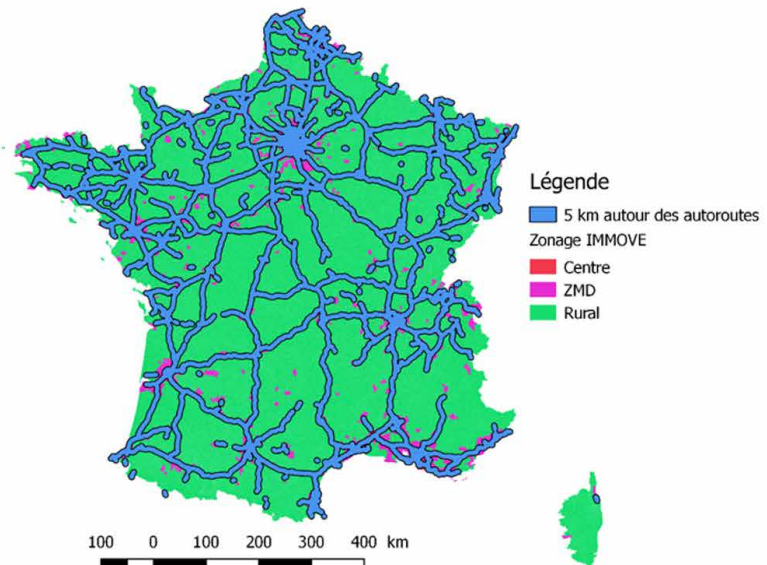 Légende
5 km autour des autoroutes
Zonage IMMOVE
Centre
ZMD
Rural
100 0 100 200 300 400 km